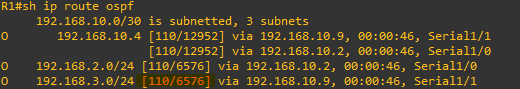 R1#sh ip route ospf
192.168.10.0/30 is subnetted, 3 subnets
O 192.168.10.4 [110/12952] via 192.168.10.9, 00:00:46, Serial1/1
[110/12952] via 192.168.10.2, 00:00:46, Serial1/0
O 192.168.2.0/24 [110/6576] via 192.168.10.2, 00:00:46, Serial1/0
O 192.168.3.0/24 [110/6576] via 192.168.10.9, 00:00:46, Serial1/1